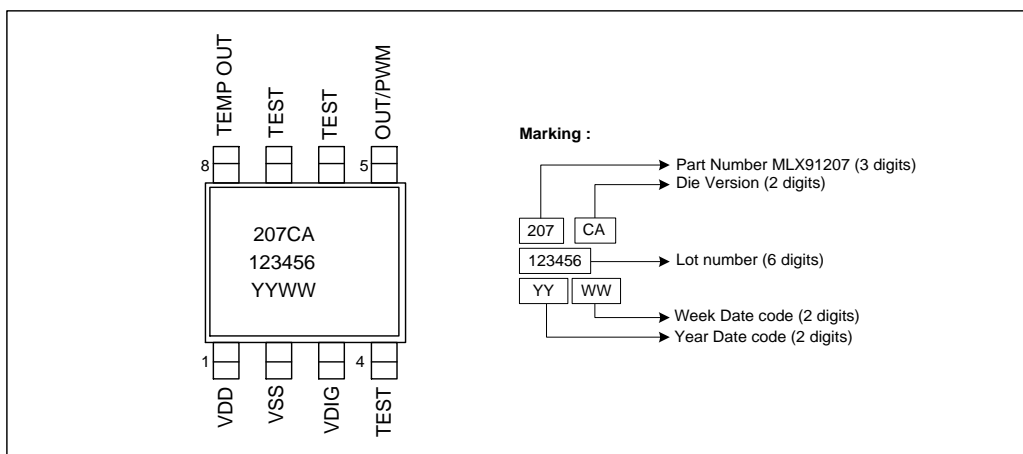 TEMP OUT
TEST
TEST
OUT/PWM
8
5
207CA
123456
YYWW
1
4
VDD
VSS
VDIG
TEST
Marking :
Part Number MLX91207 (3 digits)
Die Version (2 digits)
207 CA
123456 Lot number (6 digits)
YY WW
Week Date code (2 digits)
Year Date code (2 digits)